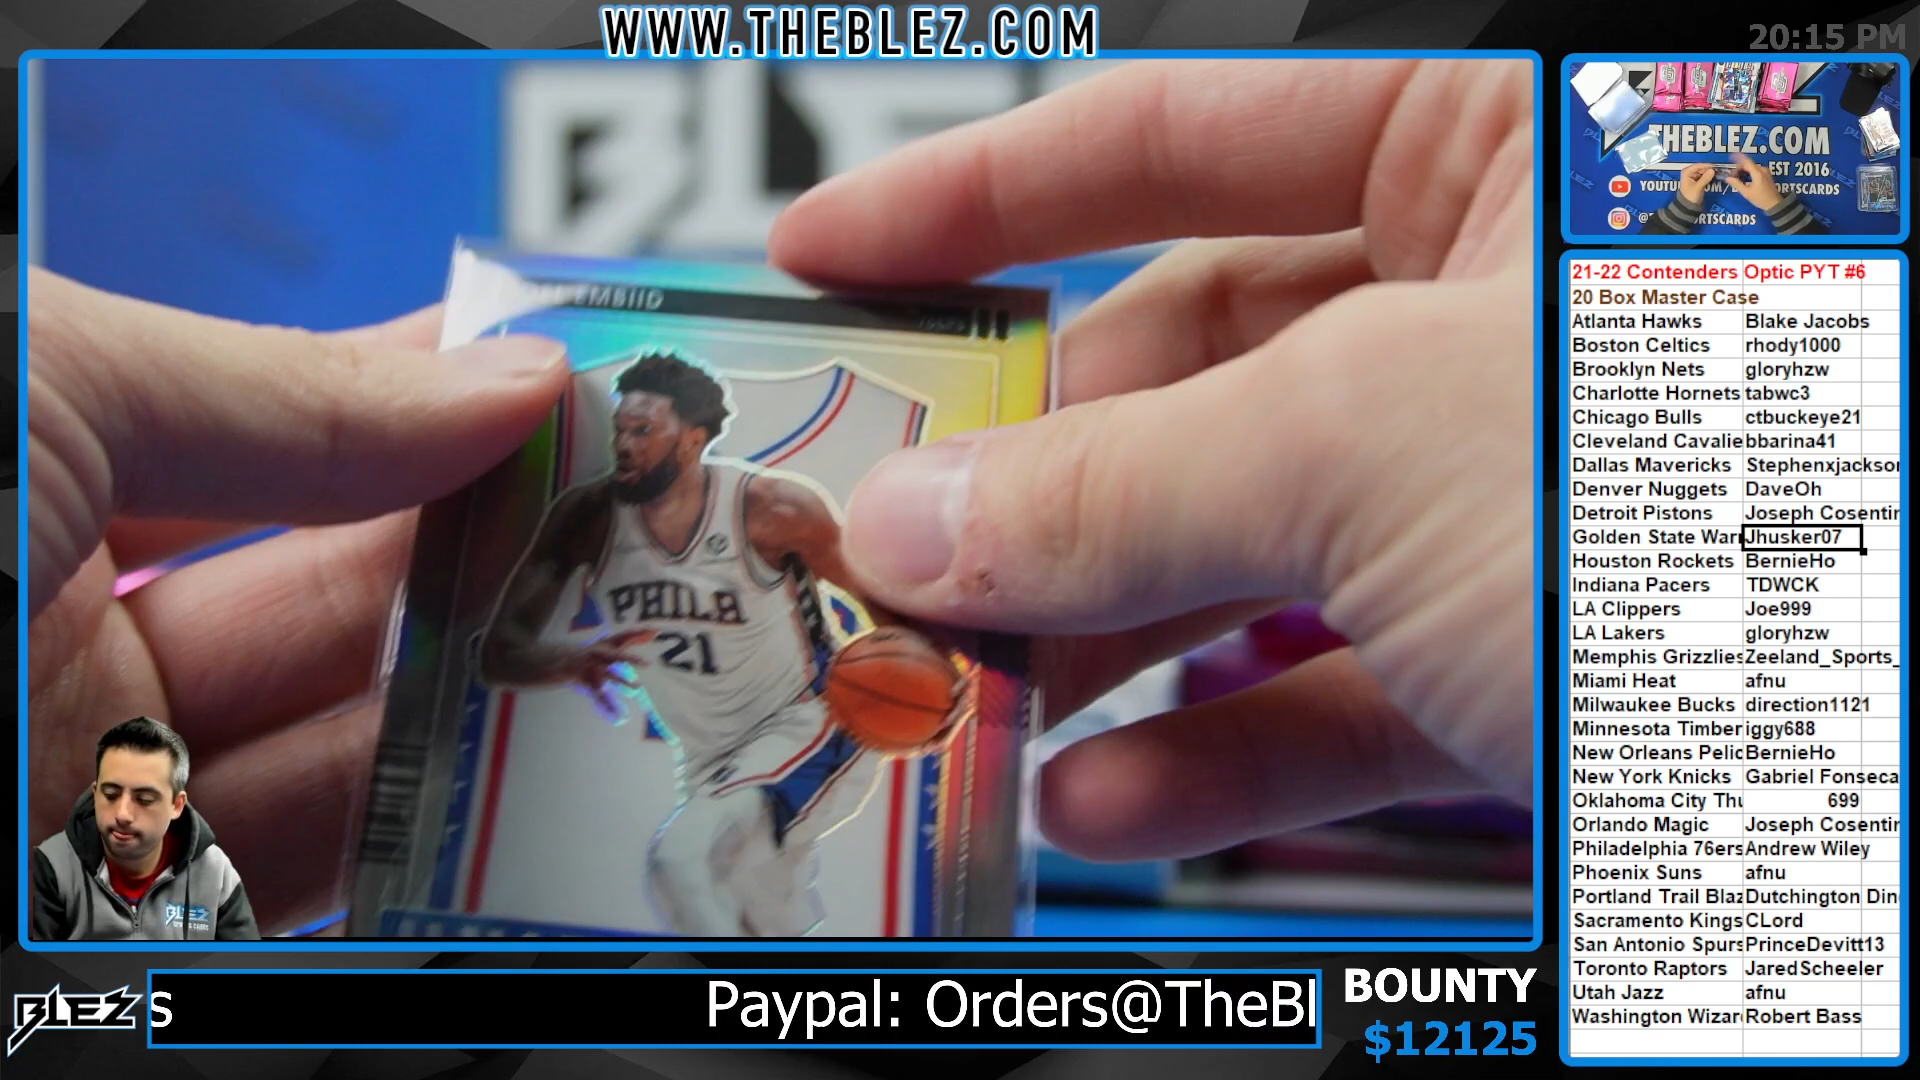 WWW.THEBLEZ.COM
20:15 PM
EMBIID
PHILA
21
THEBLEZ.COM
EST 2016
BLEZ
s Paypal: Orders@TheBl
BOUNTY
$12125
21-22 Contenders Optic PYT #6
20 Box Master Case
Atlanta Hawks Blake Jacobs
Boston Celtics rhody1000
Brooklyn Nets gloryhzw
Charlotte Hornets tabwc3
Chicago Bulls ctbuckeye21
Cleveland Cavalie bbarina41
Dallas Mavericks Stephenxjackson
Denver Nuggets DaveOh
Detroit Pistons Joseph Cosentin
Golden State Warr Jhusker07
Houston Rockets BernieHo
Indiana Pacers TDWCK
LA Clippers Joe999
LA Lakers gloryhzw
Memphis Grizzlies Zeeland_Sports_
Miami Heat afnu
Milwaukee Bucks direction1121
Minnesota Timber iggy688
New Orleans Pelic BernieHo
New York Knicks Gabriel Fonseca
Oklahoma City Thu 699
Orlando Magic Joseph Cosentin
Philadelphia 76ers Andrew Wiley
Phoenix Suns afnu
Portland Trail Blaz Dutchington Din
Sacramento Kings CLord
San Antonio Spurs PrinceDevitt13
Toronto Raptors JaredScheeler
Utah Jazz afnu
Washington Wizar Robert Bass